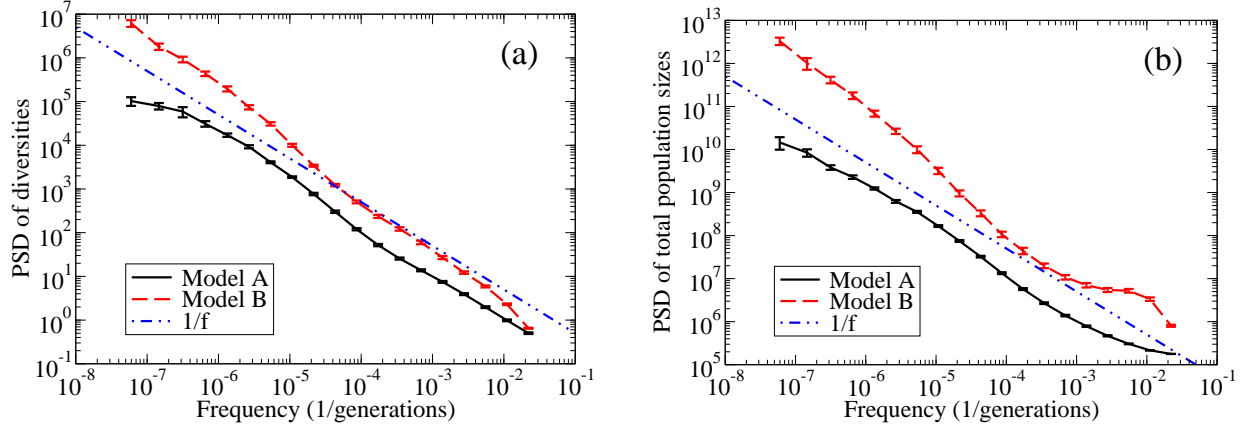 (a)
PSD of diversities
10^7
10^6
10^5
10^4
10^3
10^2
10^1
10^0
10^-1
Model A
Model B
1/f
10^-8 10^-7 10^-6 10^-5 10^-4 10^-3 10^-2 10^-1
Frequency (1/generations)
(b)
PSD of total population sizes
10^13
10^12
10^11
10^10
10^9
10^8
10^7
10^6
10^5
Model A
Model B
1/f
10^-8 10^-7 10^-6 10^-5 10^-4 10^-3 10^-2 10^-1
Frequency (1/generations)